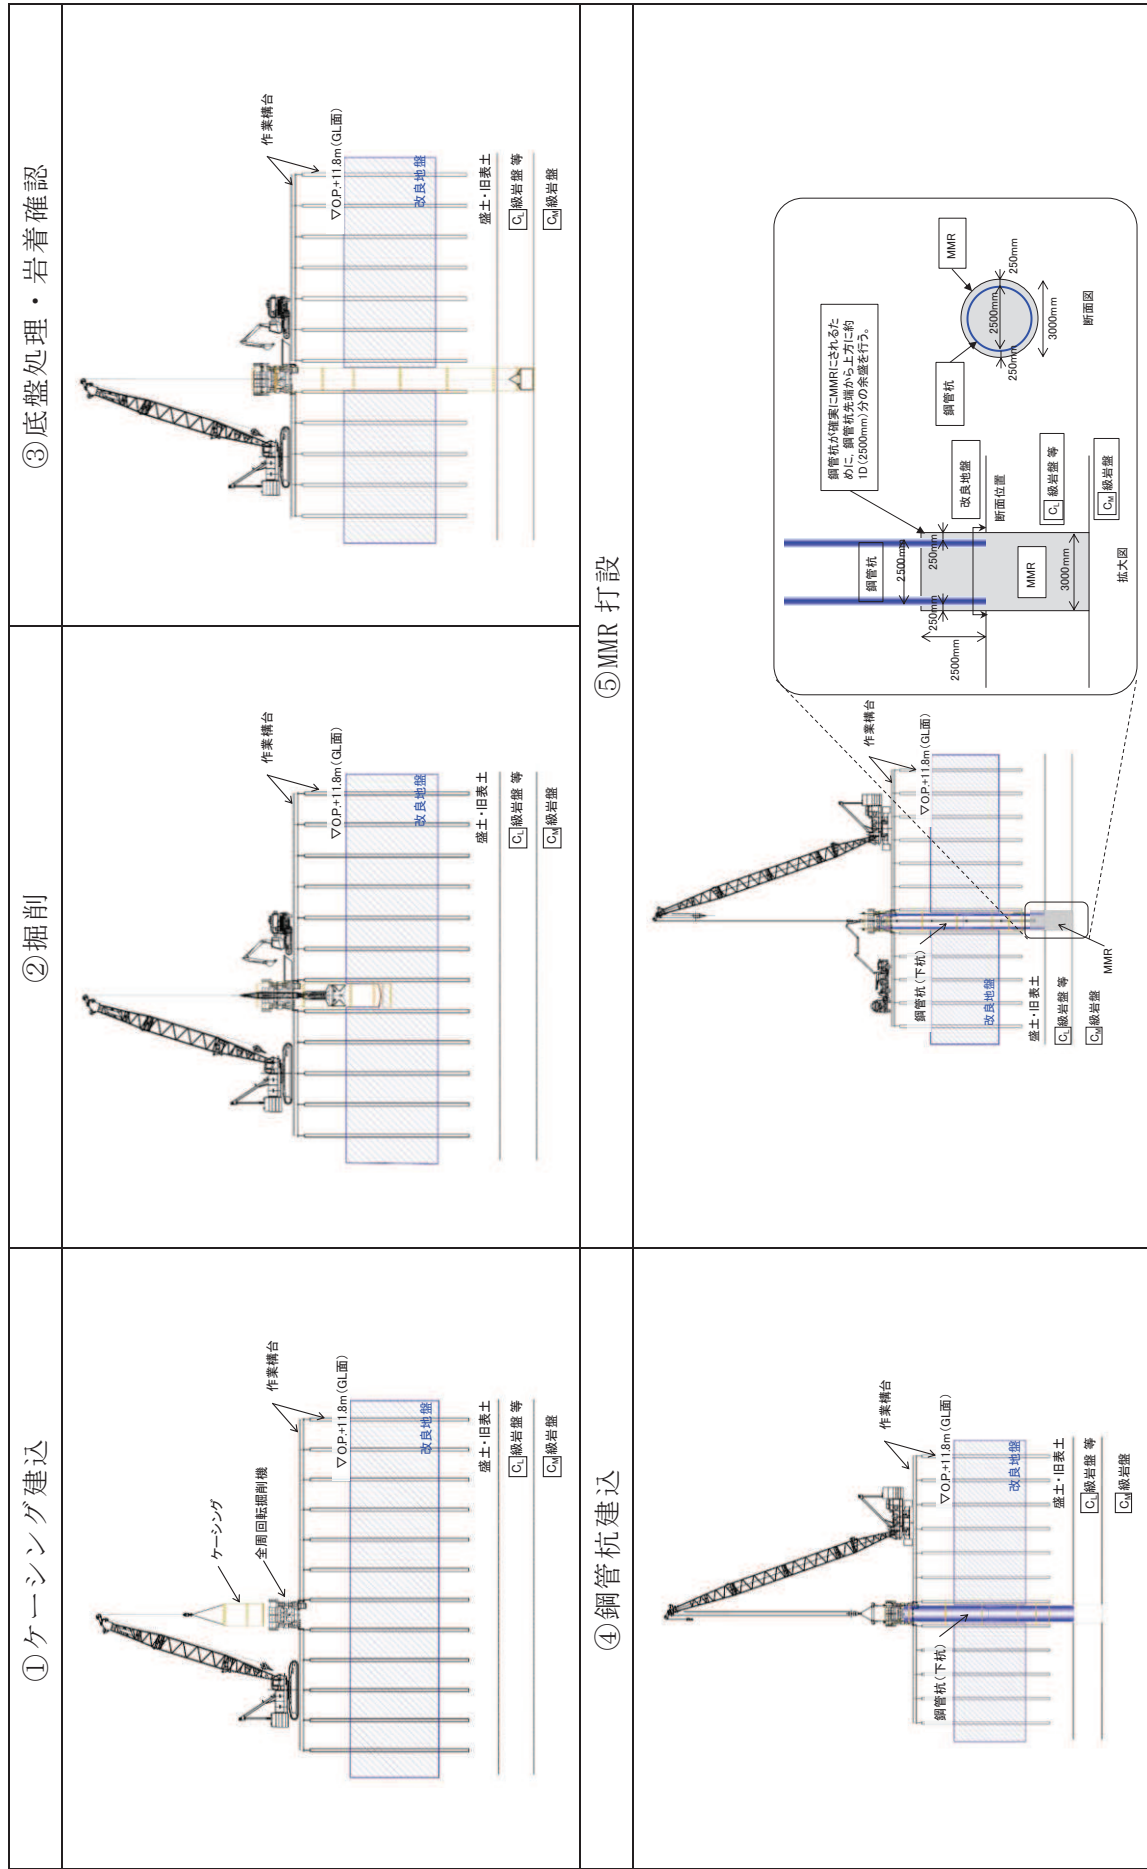 ①ケーシング建込
ケーシング
全周回転掘削機
作業構台
▽O.P.+11.8m(GL面)
改良地盤
盛土・旧表土
CL級岩盤 等
CM級岩盤
②掘削
作業構台
▽O.P.+11.8m(GL面)
改良地盤
盛土・旧表土
CL級岩盤 等
CM級岩盤
③底盤処理・岩着確認
作業構台
▽O.P.+11.8m(GL面)
改良地盤
盛土・旧表土
CL級岩盤 等
CM級岩盤
④鋼管杭建込
作業構台
▽O.P.+11.8m(GL面)
鋼管杭(下杭)
改良地盤
盛土・旧表土
CL級岩盤 等
CM級岩盤
⑤MMR 打設
作業構台
▽O.P.+11.8m(GL面)
鋼管杭(下杭)
改良地盤
盛土・旧表土
CL級岩盤 等
CM級岩盤
MMR
鋼管杭が確実にMMRにされるた
めに，鋼管杭先端から上方に約
1D(2500mm)分の余盛を行う。
鋼管杭
2500mm
250mm
250mm
2500mm
改良地盤
断面位置
MMR
3000mm
CL級岩盤 等
CM級岩盤
拡大図
鋼管杭
MMR
250mm
2500mm
250mm
3000mm
断面図